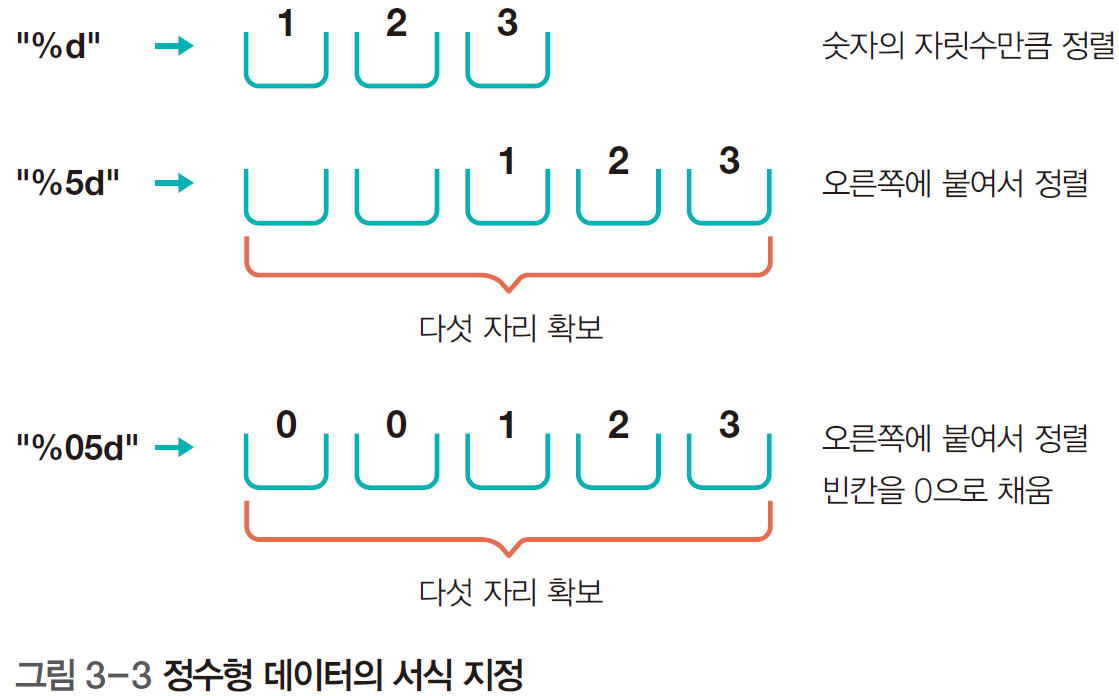 "%d" → 1 2 3 숫자의 자릿수만큼 정렬
"%5d" → 1 2 3 오른쪽에 붙여서 정렬
다섯 자리 확보
"%05d" → 0 0 1 2 3 오른쪽에 붙여서 정렬
빈칸을 0으로 채움
다섯 자리 확보
그림 3-3 정수형 데이터의 서식 지정